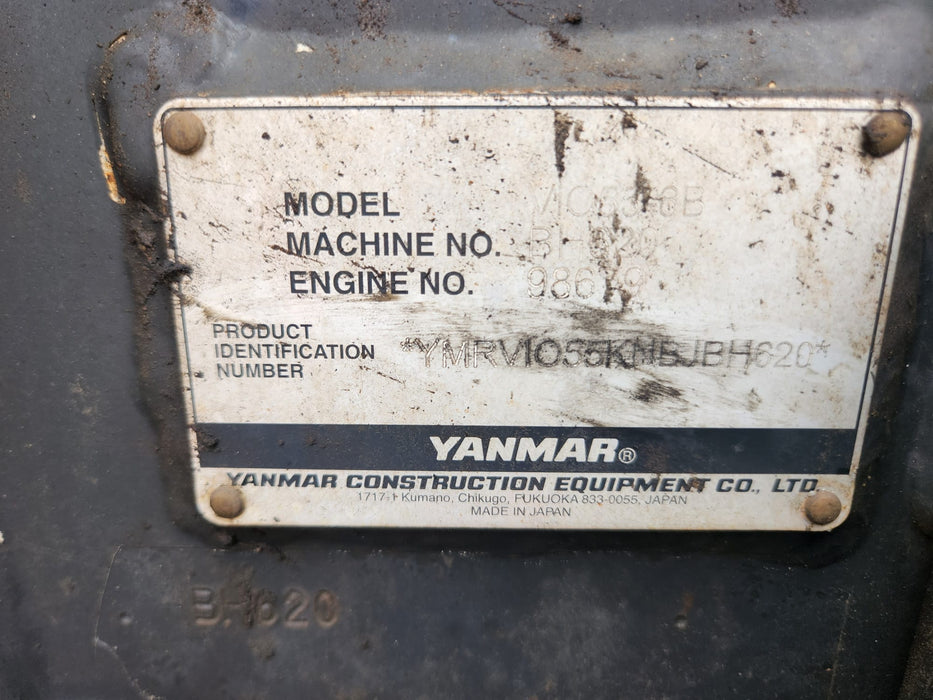 MODEL
MACHINE NO. BH620
ENGINE NO.
PRODUCT
IDENTIFICATION
NUMBER
YANMAR®
YANMAR CONSTRUCTION EQUIPMENT CO., LTD.
1717-1 Kumano, Chikugo, FUKUOKA 833-0055, JAPAN
MADE IN JAPAN
BH620